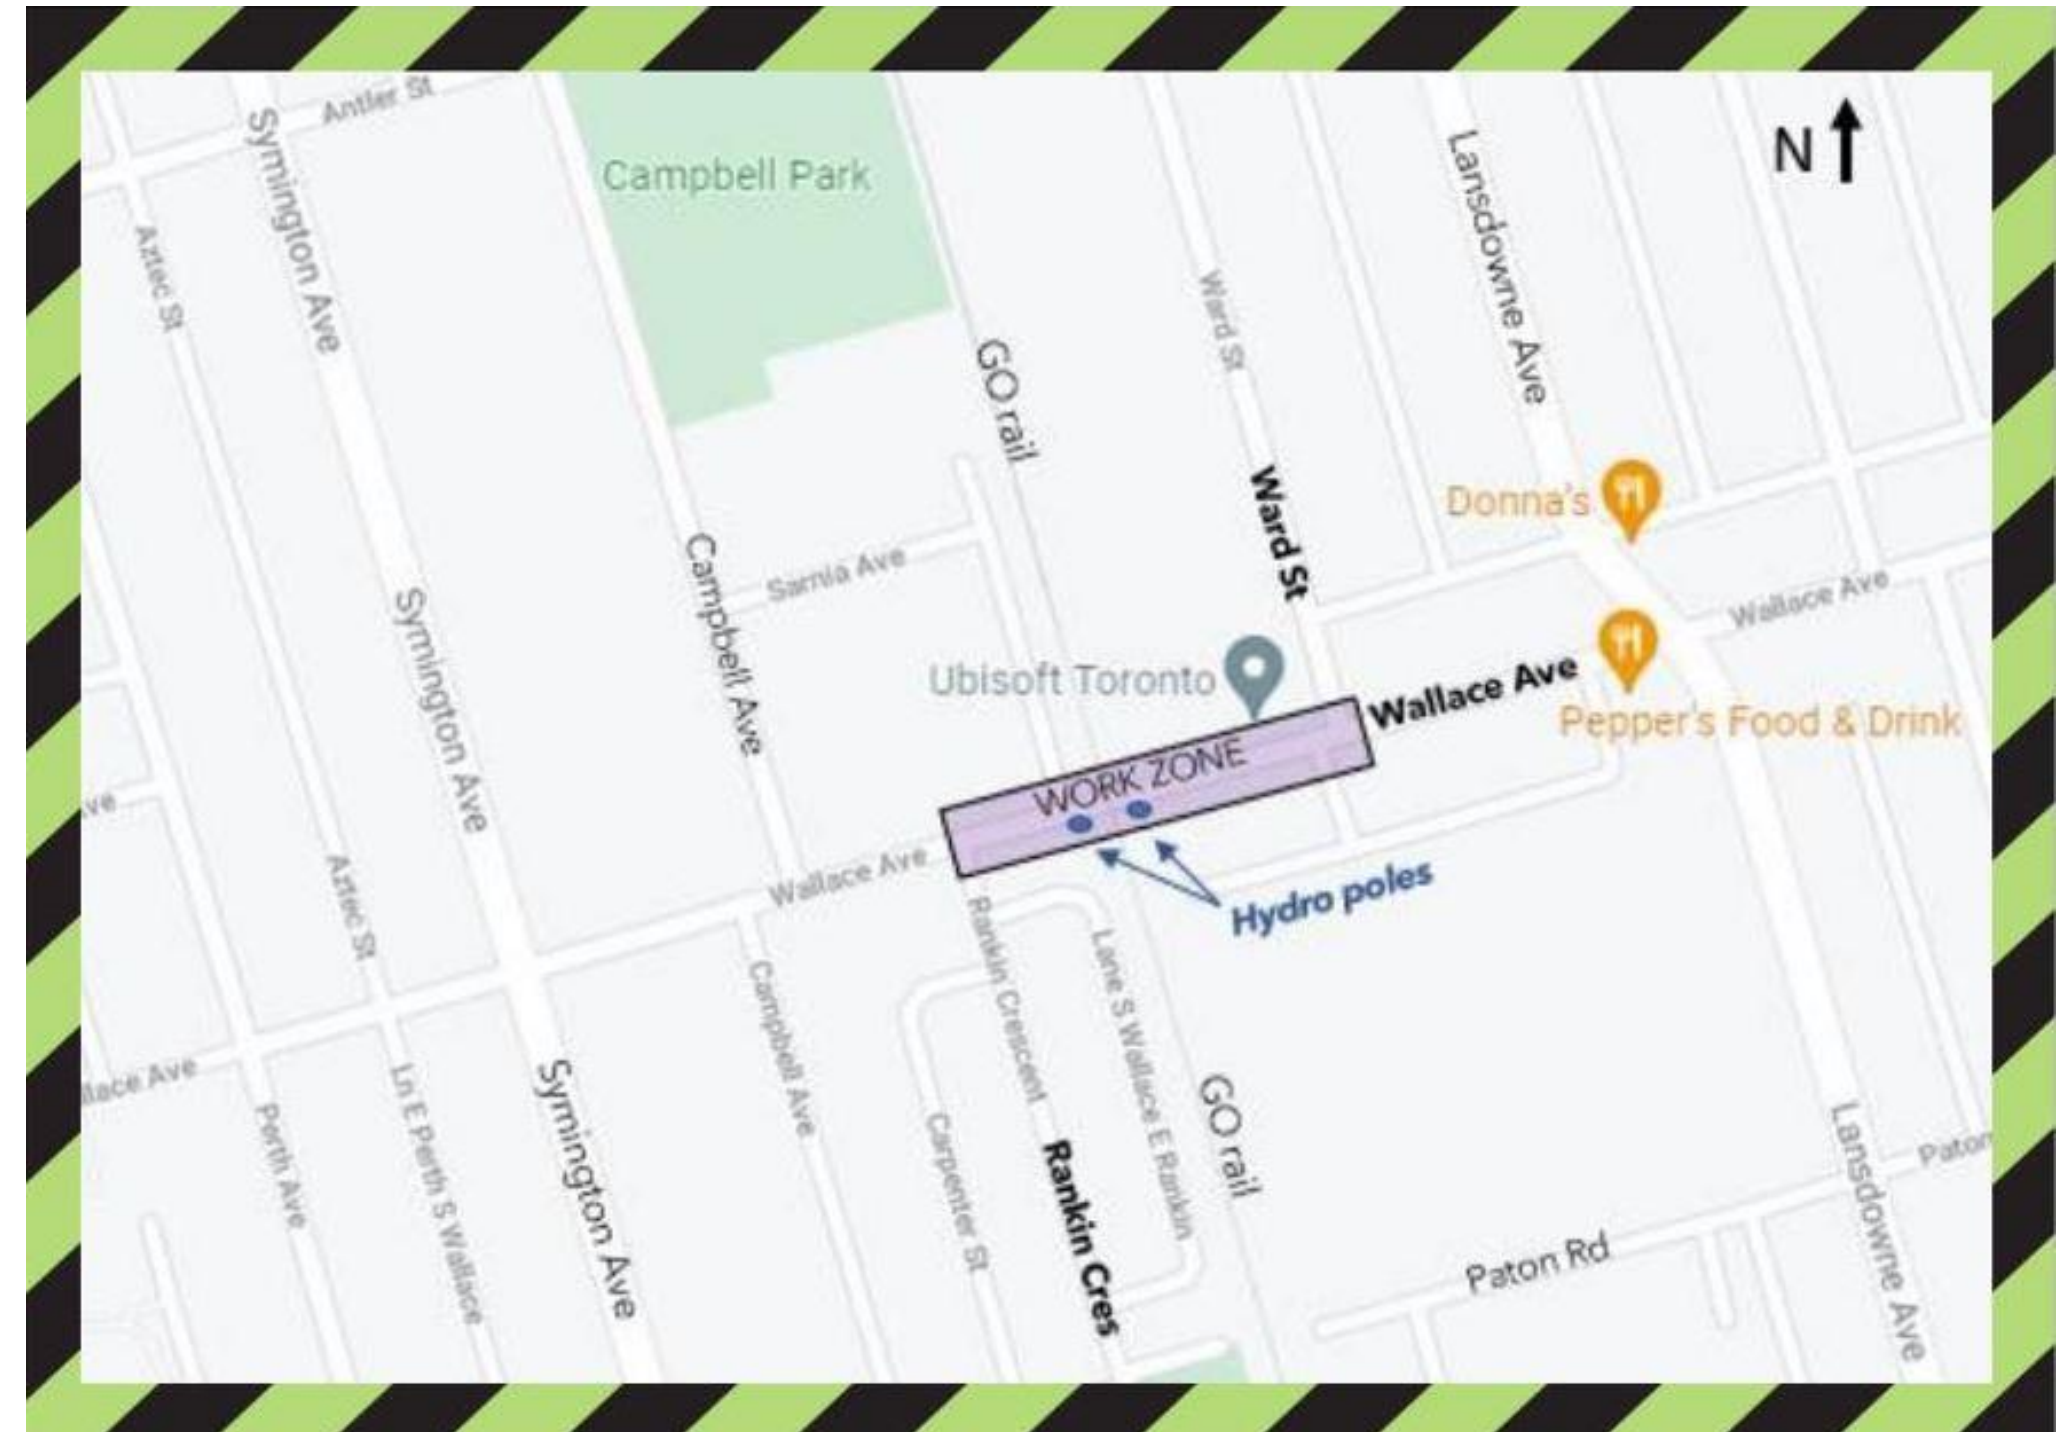 Antler St
Symington Ave
Campbell Park
N
Lansdowne Ave
Aztec St
Ward St
GO rail
Ward St
Donna's
Sarnia Ave
Campbell Ave
Symington Ave
Wallace Ave
Ubisoft Toronto
Wallace Ave
Pepper's Food & Drink
WORK ZONE
ve
Wallace Ave
Aztec St
Hydro poles
Rankin Crescent
Lane S Wallace E Rankin
Campbell Ave
llace Ave
Ln E Perth S Wallace
Symington Ave
Perth Ave
Carpenter St
Rankin Cres
GO rail
Lansdowne Ave
Paton
Paton Rd